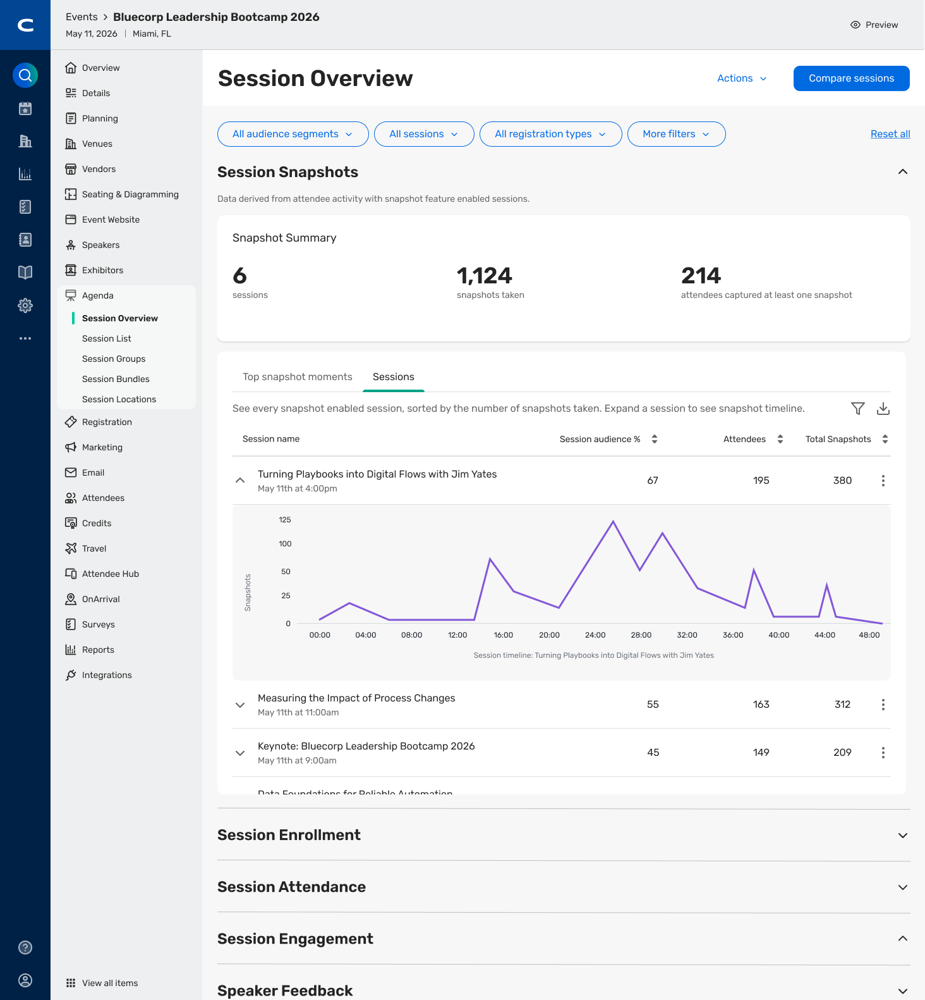 Events > Bluecorp Leadership Bootcamp 2026
May 11, 2026 | Miami, FL
Preview
Overview
Details
Planning
Venues
Vendors
Seating & Diagramming
Event Website
Speakers
Exhibitors
Agenda
Session Overview
Session List
Session Groups
Session Bundles
Session Locations
Registration
Marketing
Email
Attendees
Credits
Travel
Attendee Hub
OnArrival
Surveys
Reports
Integrations
View all items
Session Overview
Actions
Compare sessions
All audience segments
All sessions
All registration types
More filters
Reset all
Session Snapshots
Data derived from attendee activity with snapshot feature enabled sessions.
Snapshot Summary
6
sessions
1,124
snapshots taken
214
attendees captured at least one snapshot
Top snapshot moments
Sessions
See every snapshot enabled session, sorted by the number of snapshots taken. Expand a session to see snapshot timeline.
Session name
Session audience %
Attendees
Total Snapshots
Turning Playbooks into Digital Flows with Jim Yates
May 11th at 4:00pm
67
195
380
Snapshots
125
100
50
25
0
00:00
04:00
08:00
12:00
16:00
20:00
24:00
28:00
32:00
36:00
40:00
44:00
48:00
Session timeline: Turning Playbooks into Digital Flows with Jim Yates
Measuring the Impact of Process Changes
May 11th at 11:00am
55
163
312
Keynote: Bluecorp Leadership Bootcamp 2026
May 11th at 9:00am
45
149
209
Data Foundations for Reliable Automation
Session Enrollment
Session Attendance
Session Engagement
Speaker Feedback